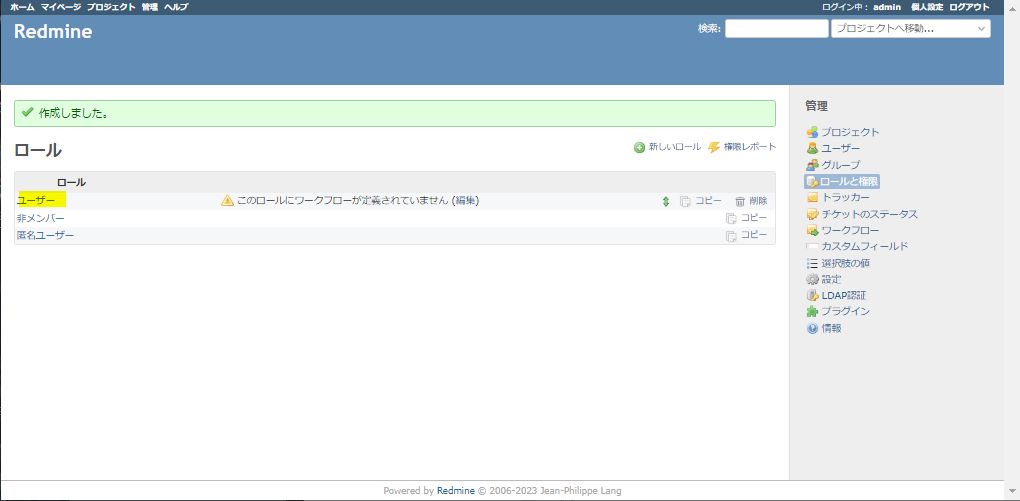 ホーム マイページ プロジェクト 管理 ヘルプ ログイン中： admin 個人設定 ログアウト
Redmine 検索: プロジェクトへ移動...
作成しました。
ロール 新しいロール 権限レポート
ロール
ユーザー このロールにワークフローが定義されていません (編集) コピー 削除
非メンバー コピー
匿名ユーザー コピー
管理
プロジェクト
ユーザー
グループ
ロールと権限
トラッカー
チケットのステータス
ワークフロー
カスタムフィールド
選択肢の値
設定
LDAP認証
プラグイン
情報
Powered by Redmine © 2006-2023 Jean-Philippe Lang